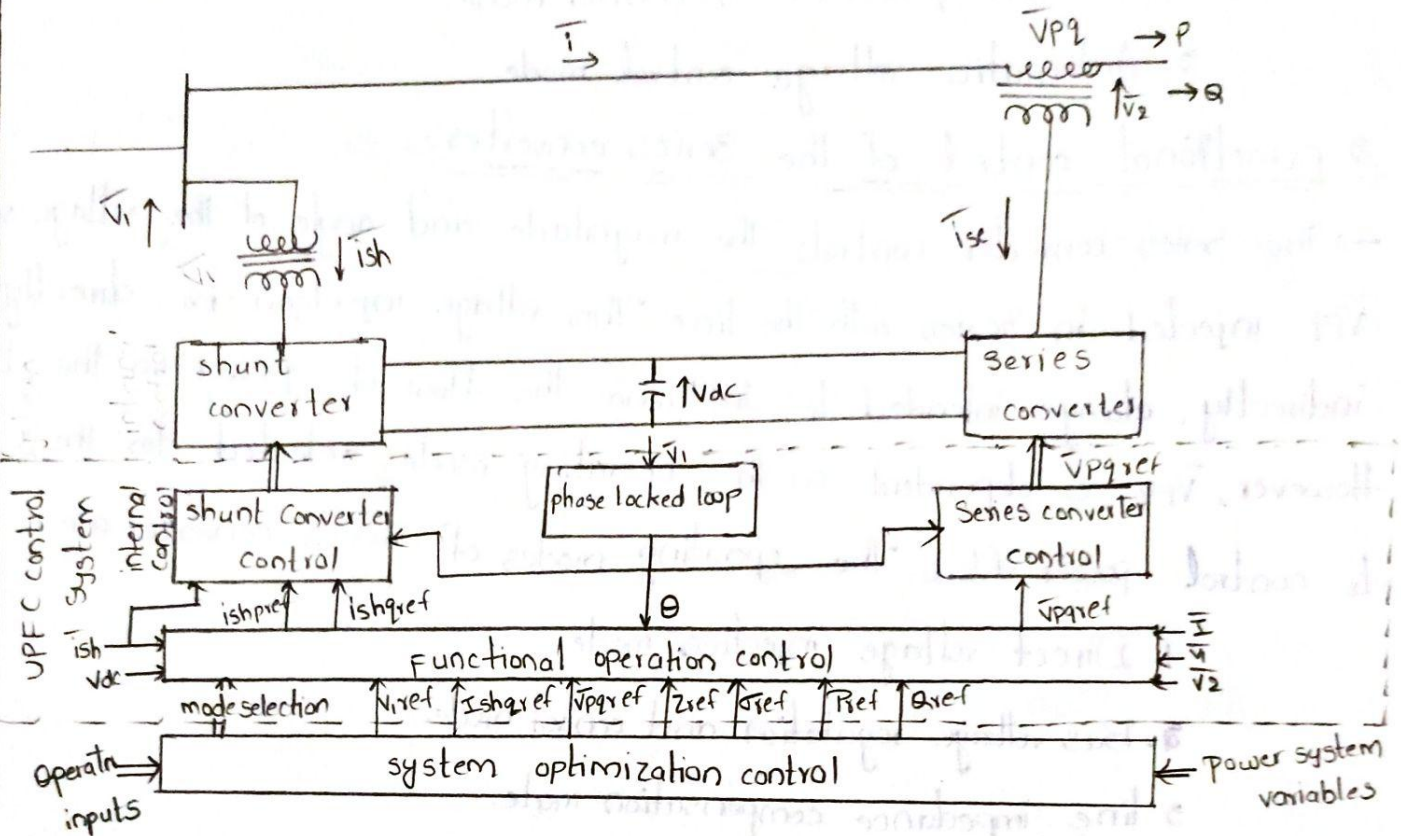 i
Vpq
→ P
→ Q
V2
V1
ish
ise
shunt
converter
Vdc
Series
converter
V1
Vpqref
UPFC control
system
internal
control
shunt converter
control
phase locked loop
Series converter
control
ishpref
ishqref
θ
Vpqref
ish
Vdc
Functional operation control
I
V1
V2
mode selection
V1ref
Ishqref
Vpqref
Zref
σref
Pref
Qref
Operatn
inputs
system optimization control
Power system
variables